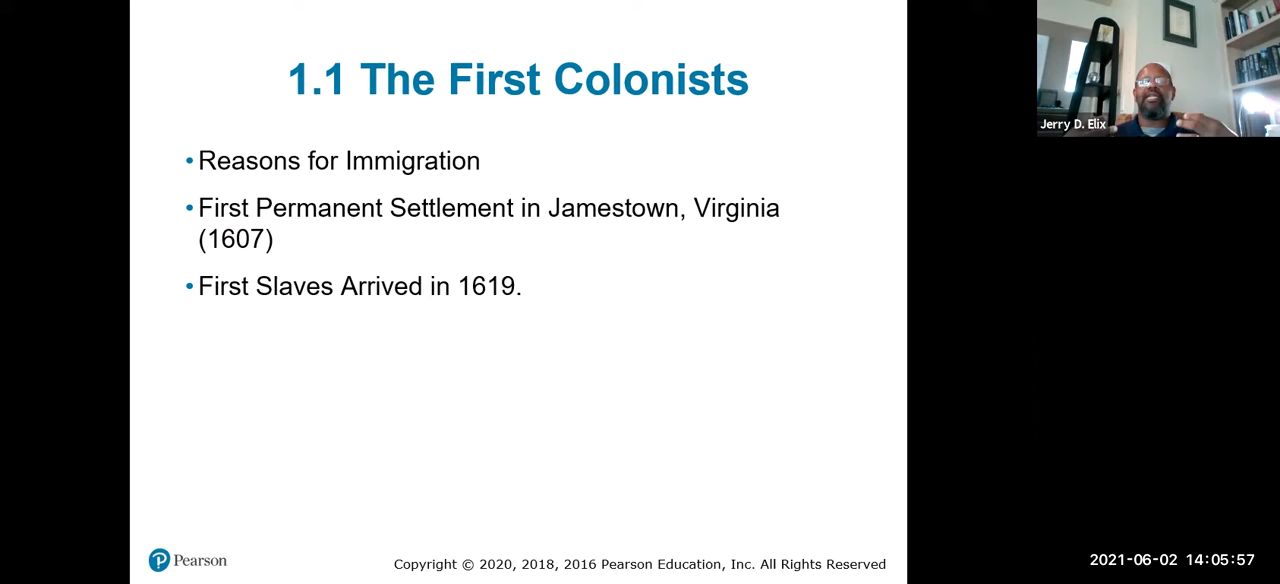 1.1 The First Colonists
Jerry D. Elix
• Reasons for Immigration
• First Permanent Settlement in Jamestown, Virginia
(1607)
• First Slaves Arrived in 1619.
Pearson
Copyright © 2020, 2018, 2016 Pearson Education, Inc. All Rights Reserved
2021-06-02 14:05:57